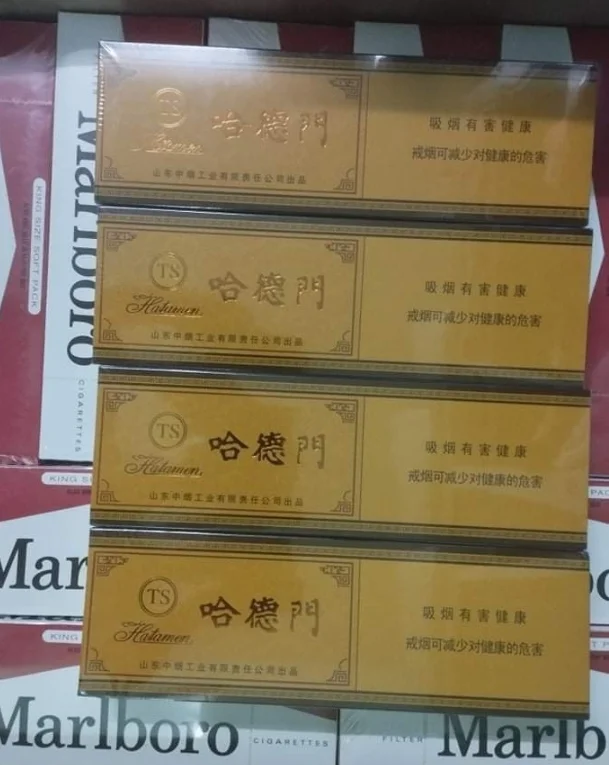 TS
哈德門
Hatamen
山东中烟工业有限责任公司出品
吸烟有害健康
戒烟可减少对健康的危害
TS
哈德門
Hatamen
山东中烟工业有限责任公司出品
吸烟有害健康
戒烟可减少对健康的危害
TS
哈德門
Hatamen
山东中烟工业有限责任公司出品
吸烟有害健康
戒烟可减少对健康的危害
TS
哈德門
Hatamen
山东中烟工业有限责任公司出品
吸烟有害健康
戒烟可减少对健康的危害
Marlboro
CIGARETTES
KING SIZE SOFT PACK
KING S
Mar
KING
Marlboro
CIGARETTES
FILTER
Marlb